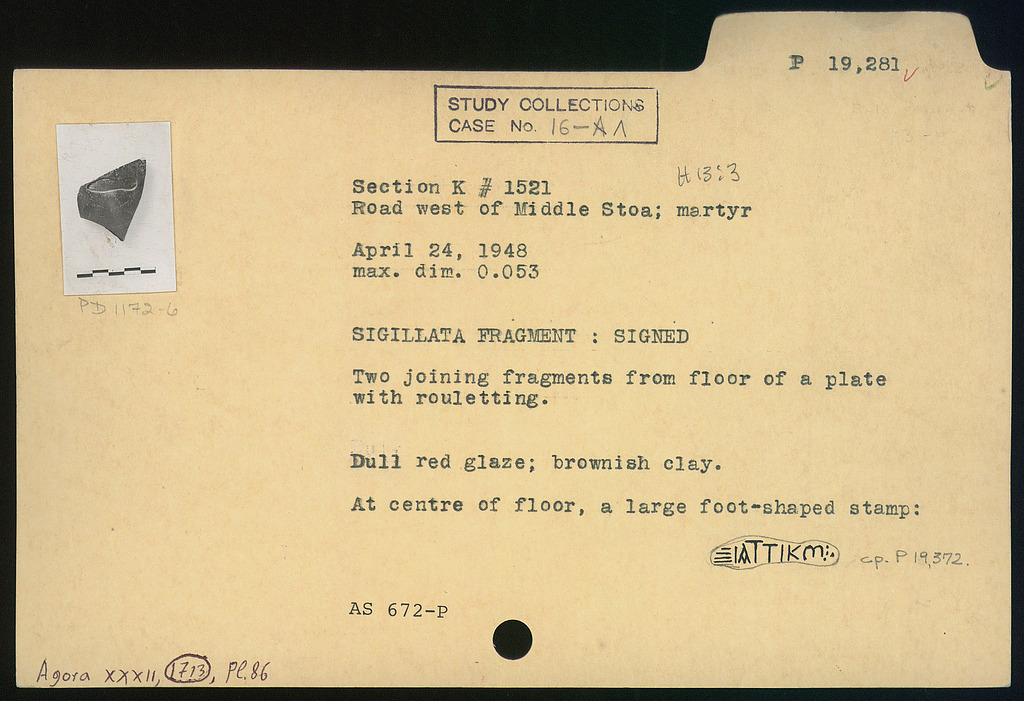 P 19,281
STUDY COLLECTIONS
CASE No. 16-A 1
H 13:3
Section K # 1521
Road west of Middle Stoa; martyr
April 24, 1948
max. dim. 0.053
PD 1172-6
SIGILLATA FRAGMENT : SIGNED
Two joining fragments from floor of a plate
with rouletting.
Dull red glaze; brownish clay.
At centre of floor, a large foot-shaped stamp:
cp. P 19,372.
AS 672-P
Agora XXXII, 1713, Pl. 86